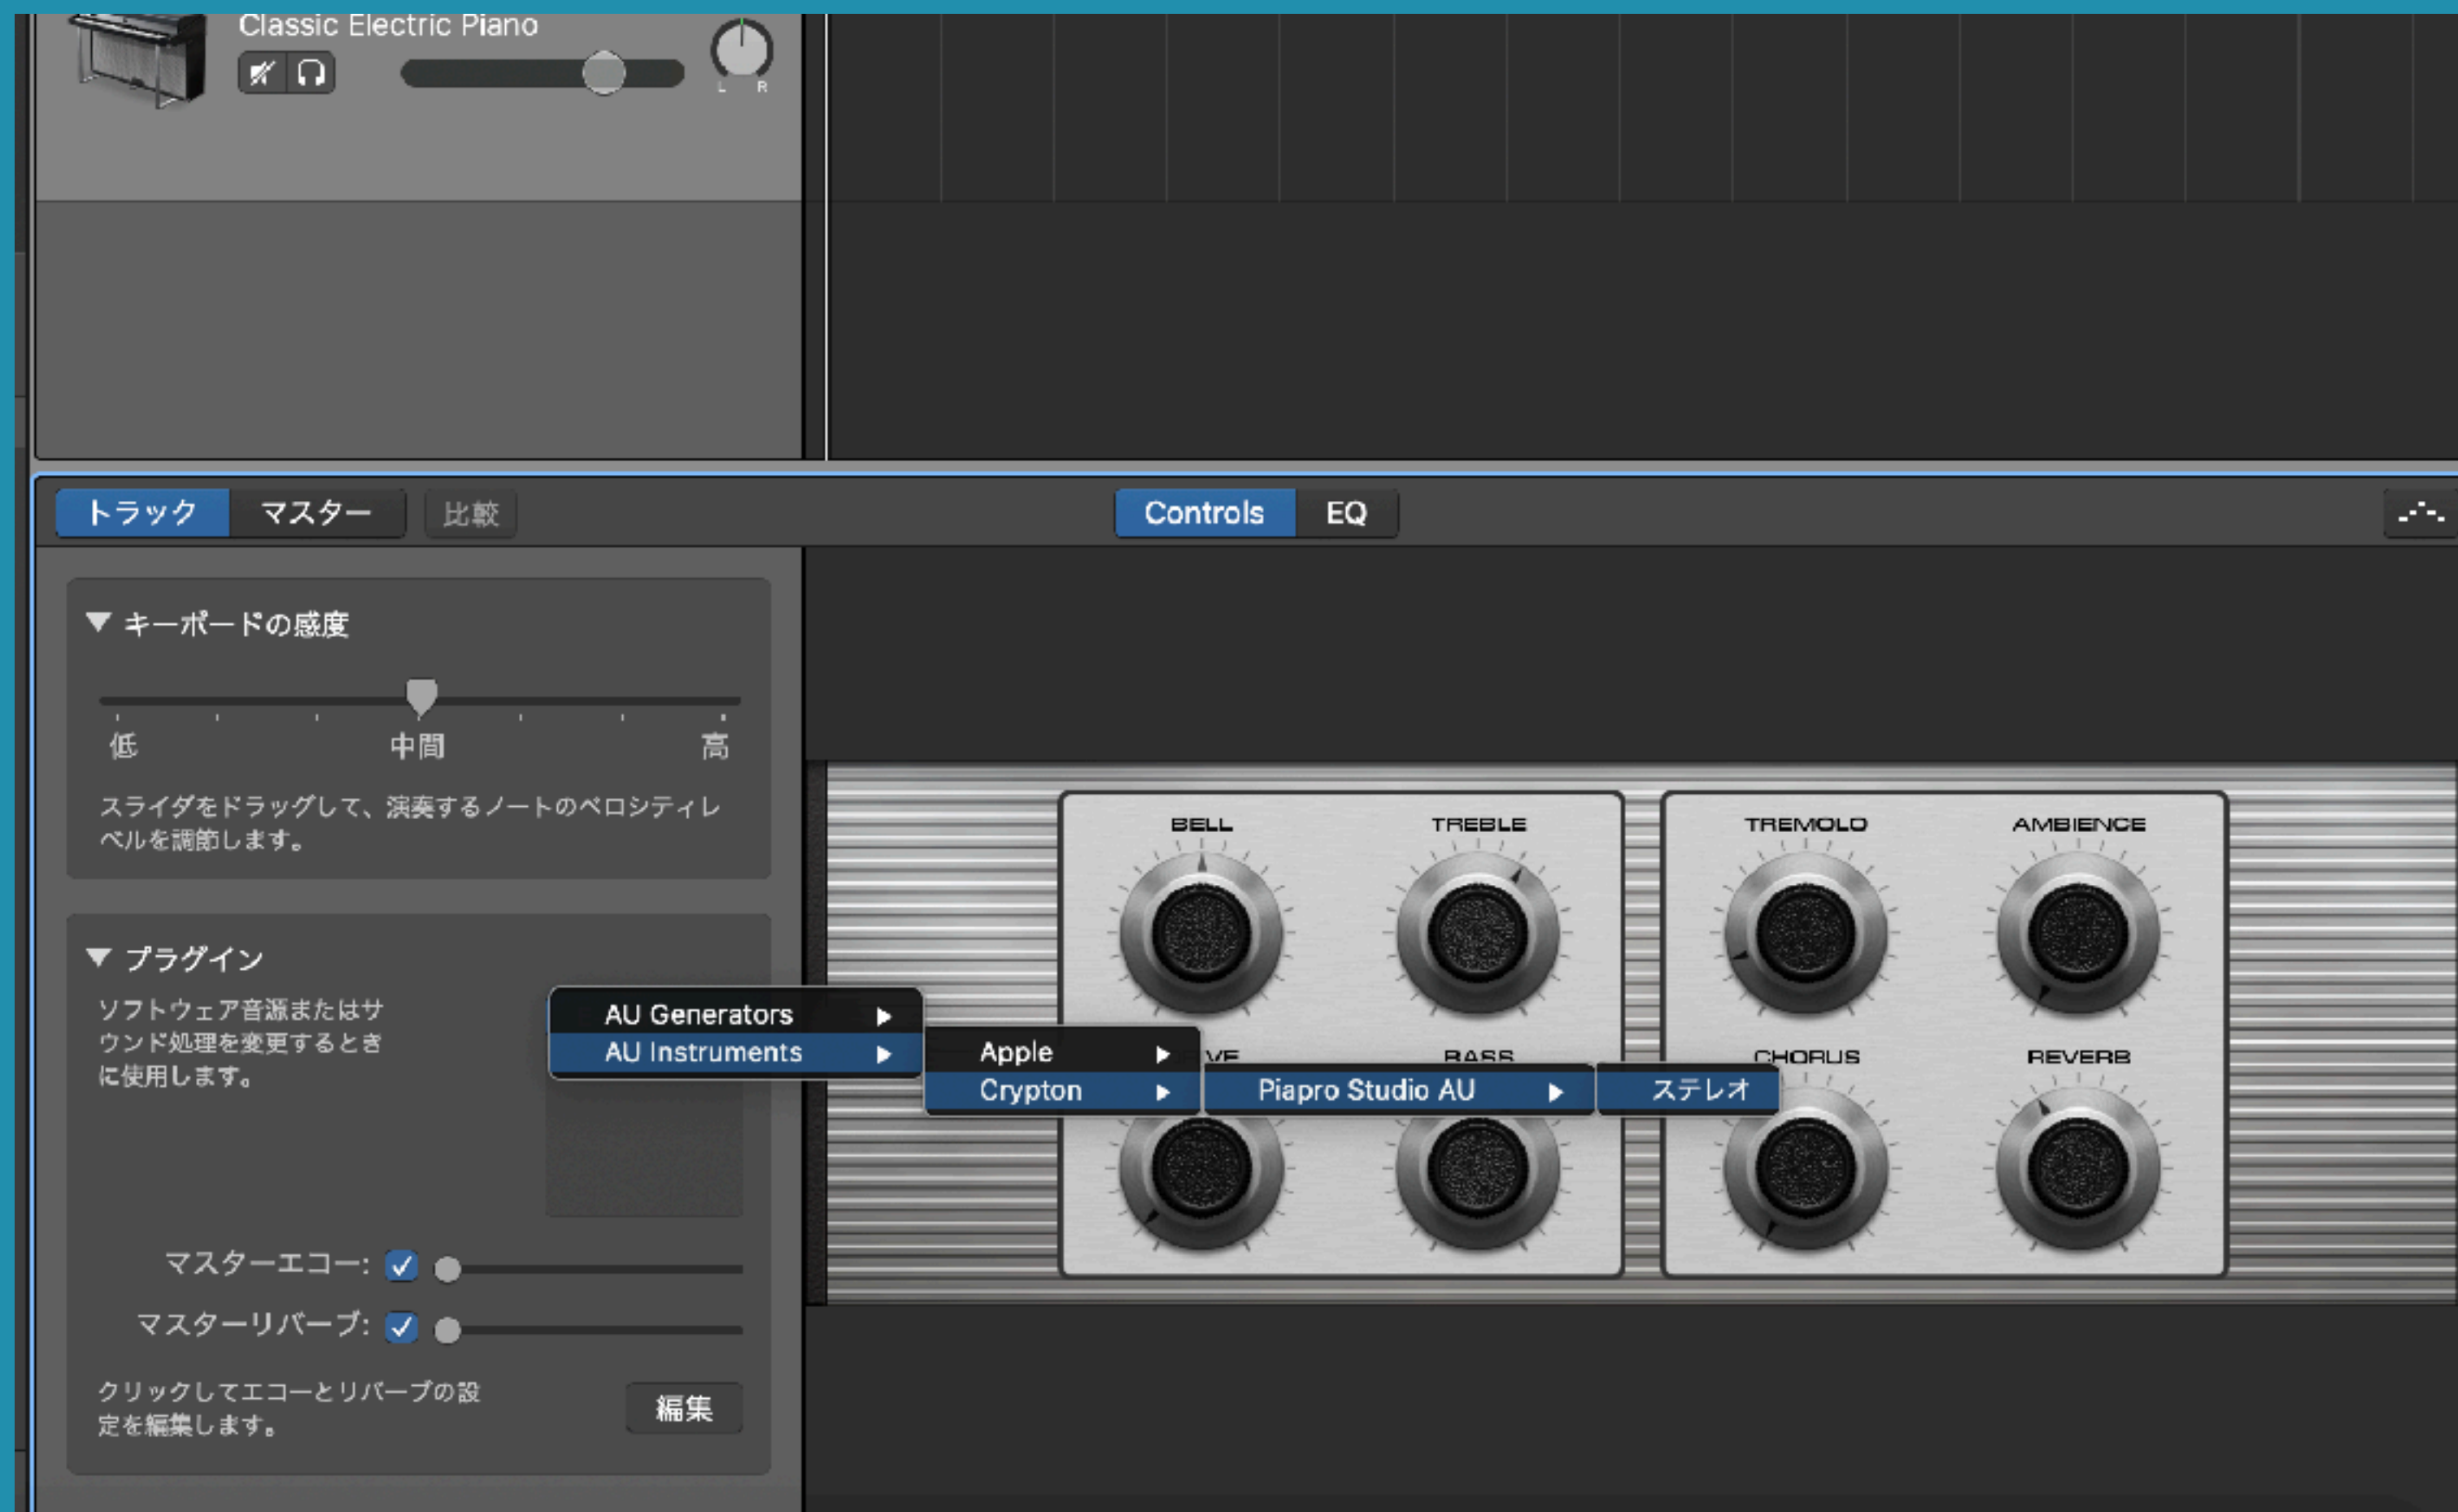 Classic Electric Piano
L R
トラック マスター 比較 Controls EQ
キーボードの感度
低 中間 高
スライダをドラッグして、演奏するノートのベロシティレ
ベルを調節します。
プラグイン
ソフトウェア音源またはサ
ウンド処理を変更するとき
に使用します。
AU Generators
AU Instruments
Apple
Crypton
Piapro Studio AU
ステレオ
マスターエコー:
マスターリバーブ:
クリックしてエコーとリバーブの設
定を編集します。
編集
BELL TREBLE TREMOLO AMBIENCE
BASS CHORUS REVERB